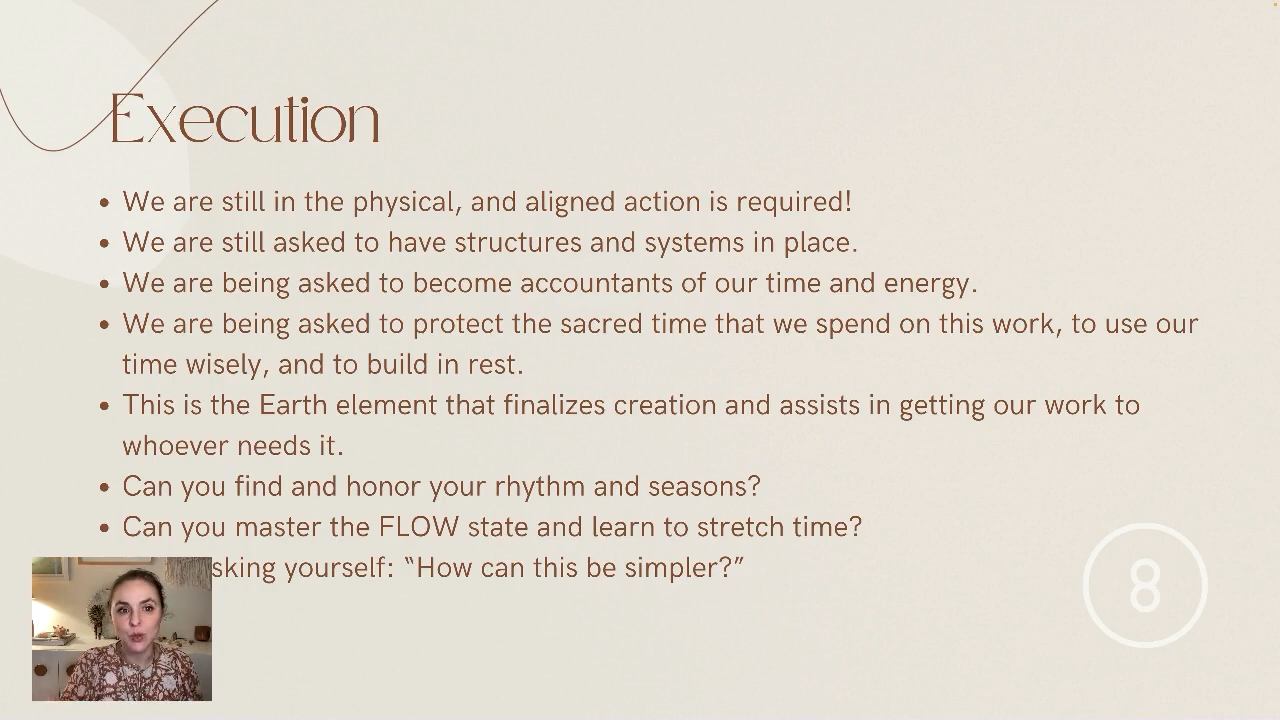 Execution
• We are still in the physical, and aligned action is required!
• We are still asked to have structures and systems in place.
• We are being asked to become accountants of our time and energy.
• We are being asked to protect the sacred time that we spend on this work, to use our
time wisely, and to build in rest.
• This is the Earth element that finalizes creation and assists in getting our work to
whoever needs it.
• Can you find and honor your rhythm and seasons?
• Can you master the FLOW state and learn to stretch time?
yourself: “How can this be simpler?”
8